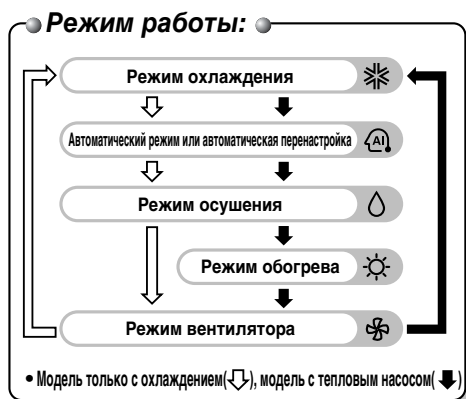 Режим работы:
Режим охлаждения
Автоматический режим или автоматическая перенастройка
AI
Режим осушения
Режим обогрева
Режим вентилятора
• Модель только с охлаждением(⇩), модель с тепловым насосом(⬇)